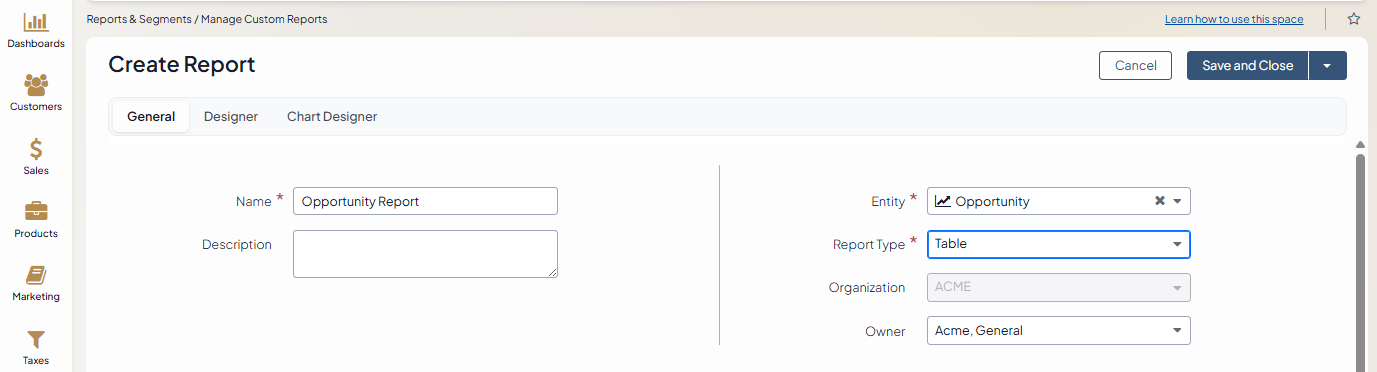 Dashboards
Customers
Sales
Products
Marketing
Taxes
Reports & Segments / Manage Custom Reports
Learn how to use this space
Create Report
Cancel
Save and Close
General
Designer
Chart Designer
Name *
Opportunity Report
Description
Entity *
Opportunity
Report Type *
Table
Organization
ACME
Owner
Acme, General